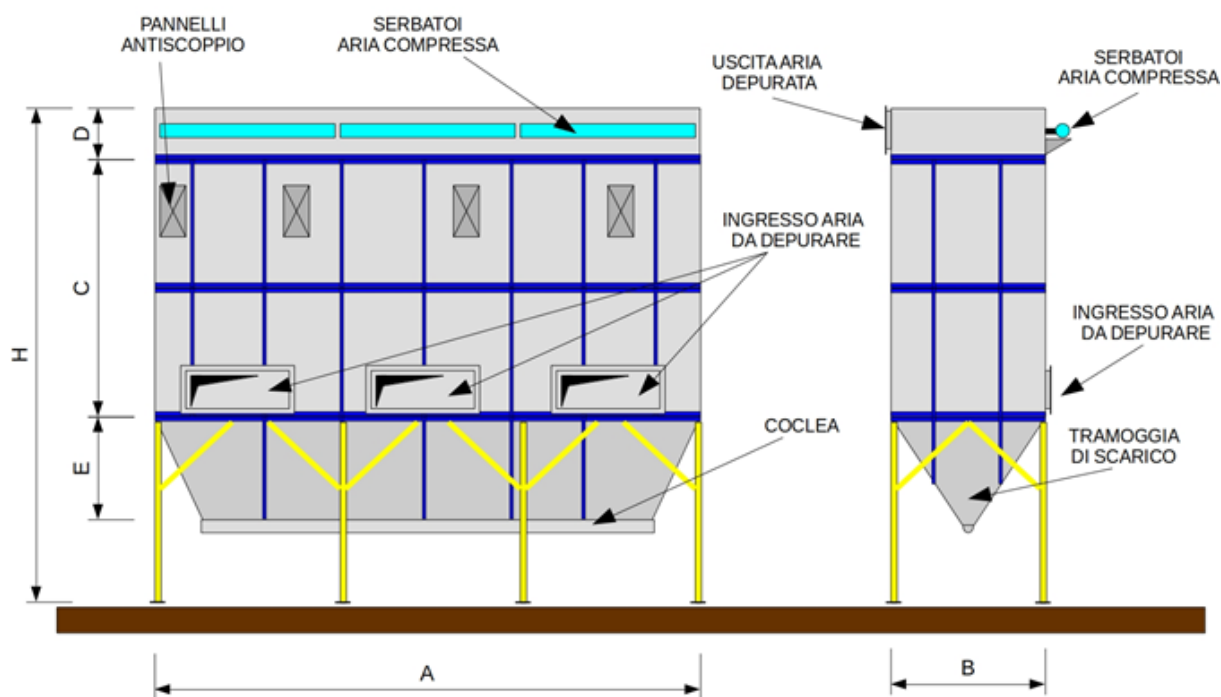 PANNELLI
ANTISCOPPIO
SERBATOI
ARIA COMPRESSA
USCITA ARIA
DEPURATA
SERBATOI
ARIA COMPRESSA
D
C
H
E
INGRESSO ARIA
DA DEPURARE
INGRESSO ARIA
DA DEPURARE
COCLEA
TRAMOGGIA
DI SCARICO
A
B